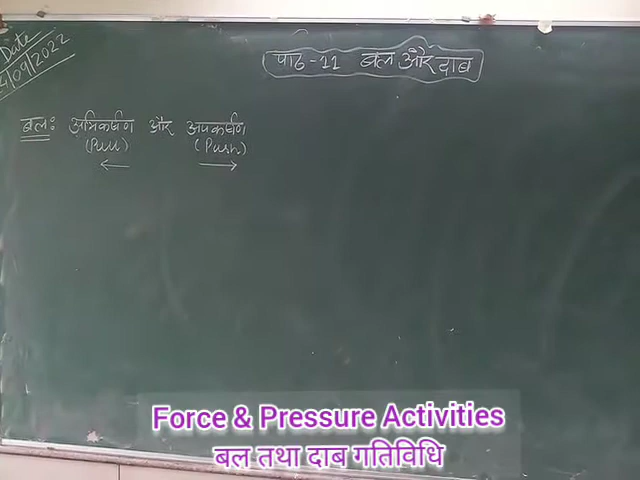 Date
/09/2022
पाठ-11 बल और दाब
बल: अभिकर्षण और अपकर्षण
(Pull) (Push)
Force & Pressure Activities
बल तथा दाब गतिविधि